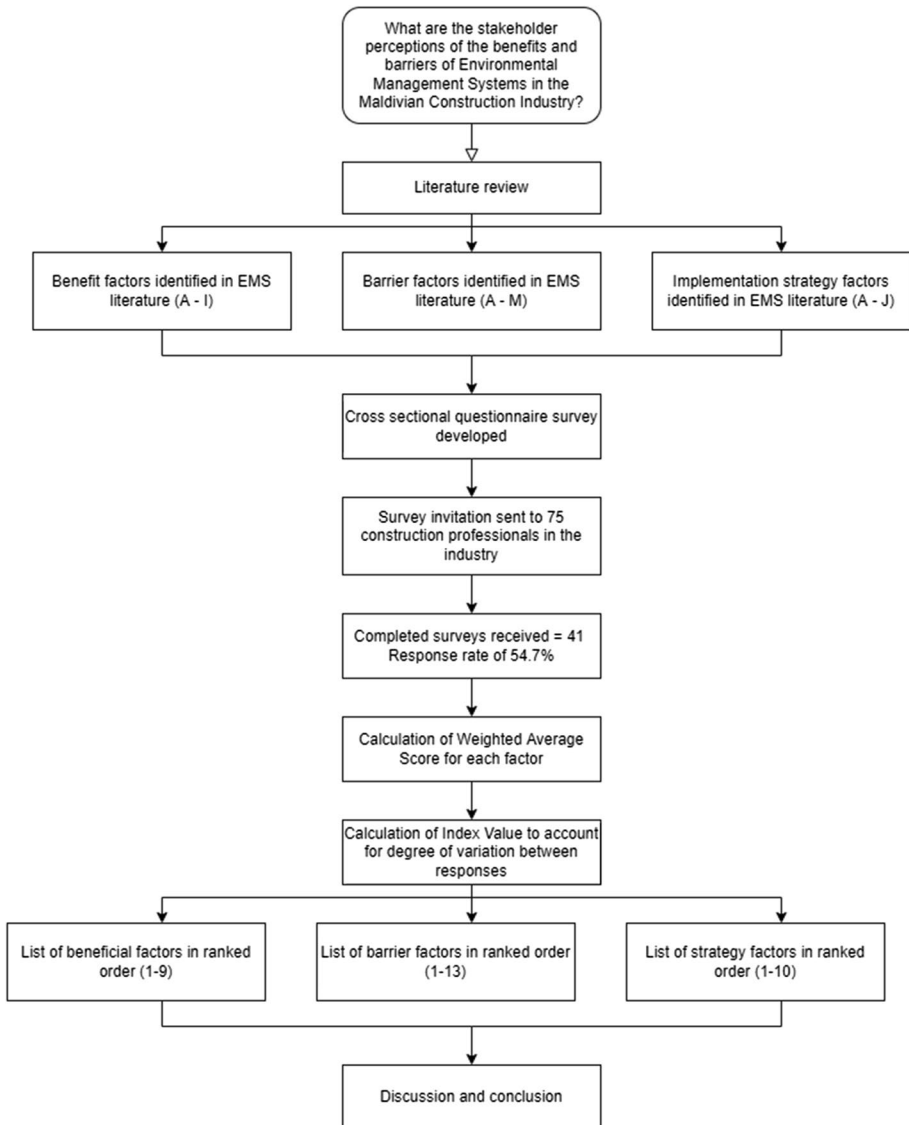 What are the stakeholder
perceptions of the benefits and
barriers of Environmental
Management Systems in the
Maldivian Construction Industry?
Literature review
Benefit factors identified in EMS
literature (A - I)
Barrier factors identified in EMS
literature (A - M)
Implementation strategy factors
identified in EMS literature (A - J)
Cross sectional questionnaire survey
developed
Survey invitation sent to 75
construction professionals in the
industry
Completed surveys received = 41
Response rate of 54.7%
Calculation of Weighted Average
Score for each factor
Calculation of Index Value to account
for degree of variation between
responses
List of beneficial factors in ranked
order (1-9)
List of barrier factors in ranked order
(1-13)
List of strategy factors in ranked
order (1-10)
Discussion and conclusion